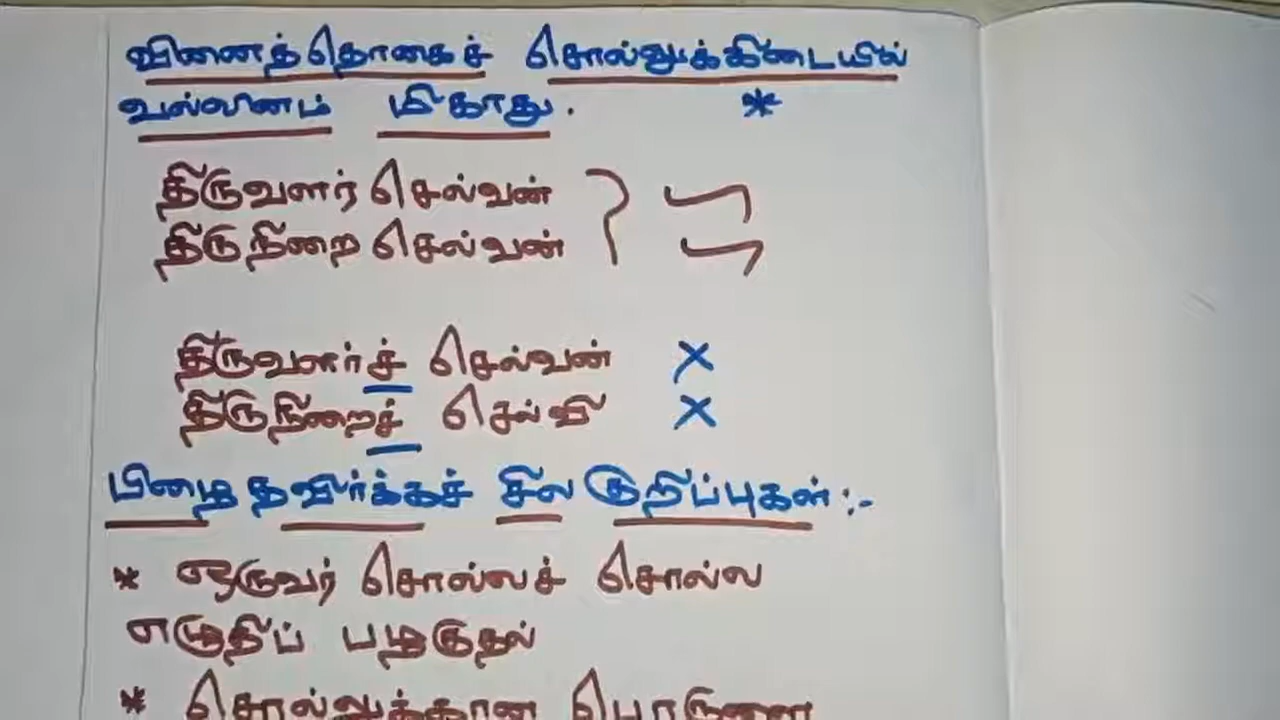 வினைத்தொகைச் சொல்லுக்கிடையில்
வல்லினம் மிகாது. *
திருவளர் செல்வன்
திருநிறை செல்வன்
திருவளர்ச் செல்வன் ×
திருநிறைச் செல்வி ×
பிழை தவிர்க்கச் சில குறிப்புகள் :-
* ஒருவர் சொல்லச் சொல்ல
எழுதிப் பழகுதல்
* சொல்லுக்கான பொருளை